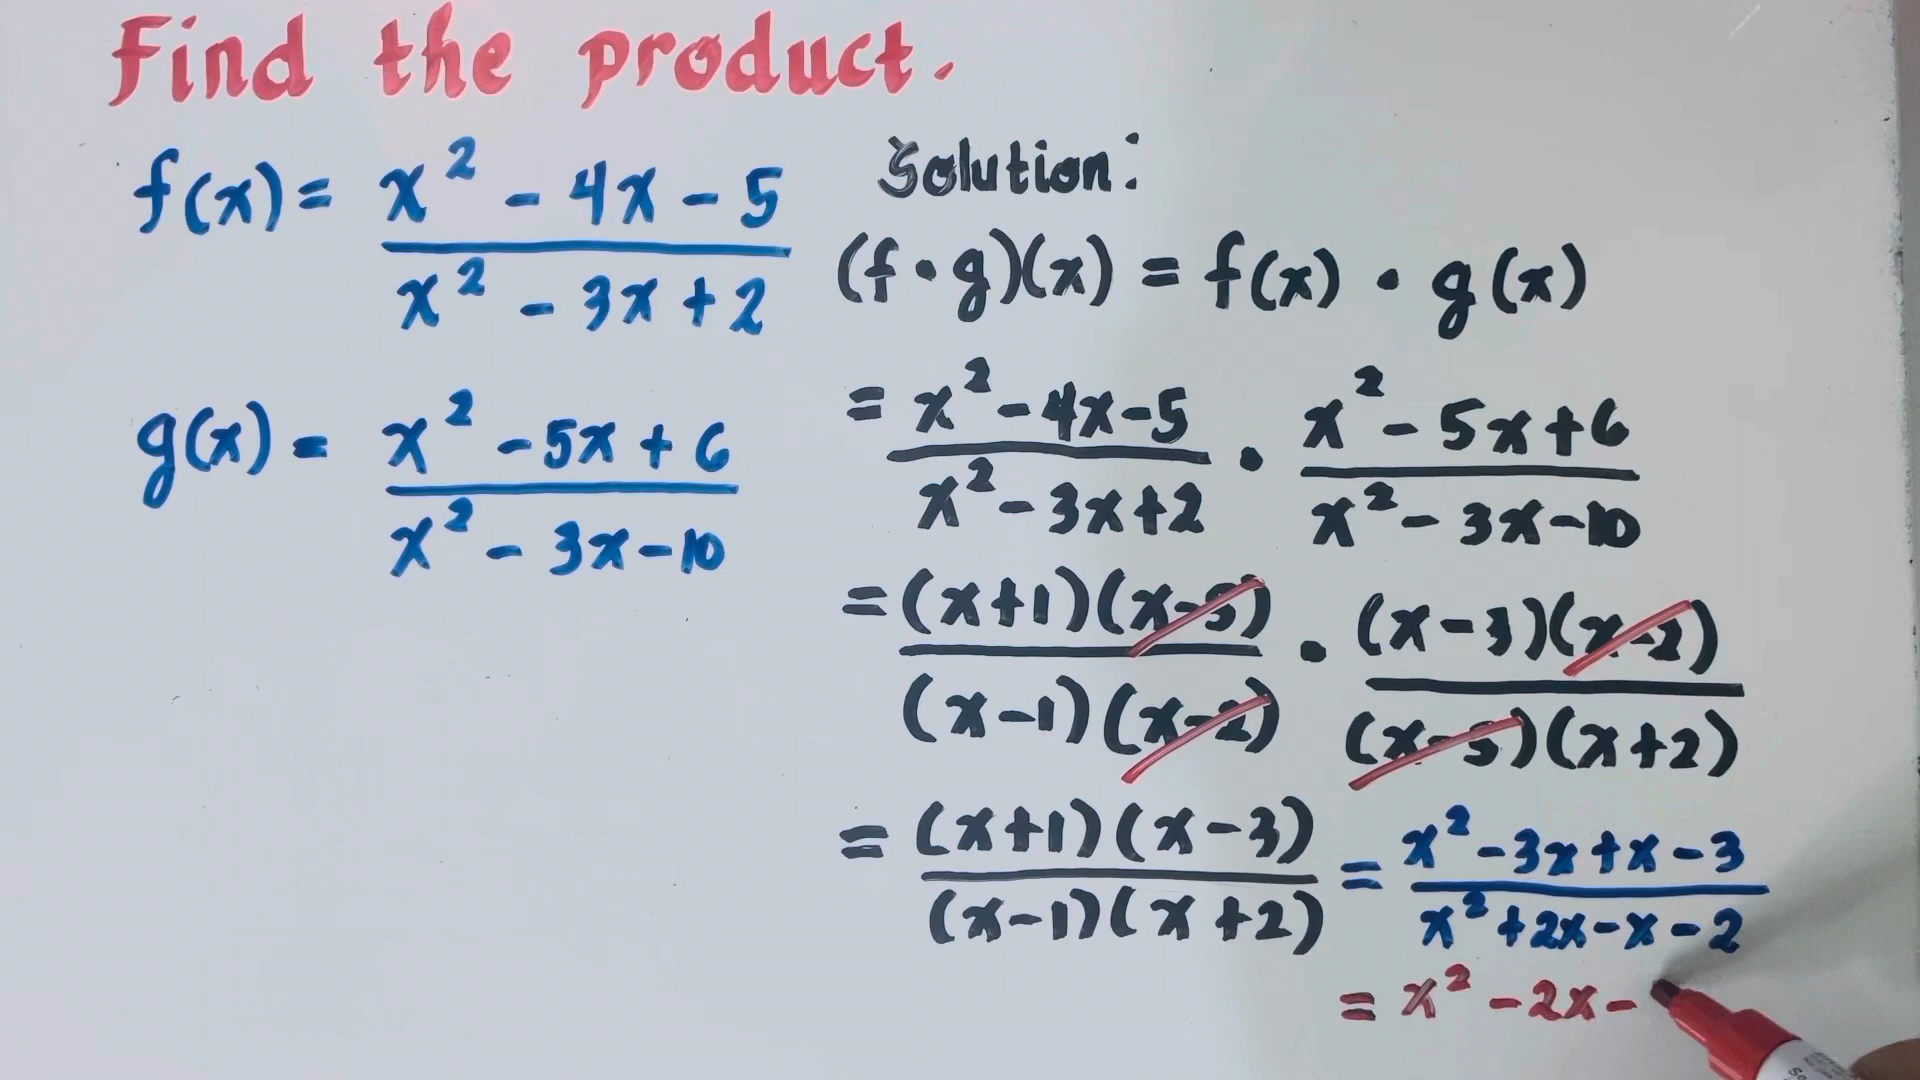 Find the product.
f(x) = x² - 4x - 5
x² - 3x + 2
g(x) = x² - 5x + 6
x² - 3x - 10
Solution:
(f • g)(x) = f(x) • g(x)
= x² - 4x - 5 • x² - 5x + 6
x² - 3x + 2 x² - 3x - 10
= (x+1)(x-5) • (x-3)(x-2)
(x-1)(x-2) (x-5)(x+2)
= (x+1)(x-3) = x² - 3x + x - 3
(x-1)(x+2) x² + 2x - x - 2
= x² - 2x -